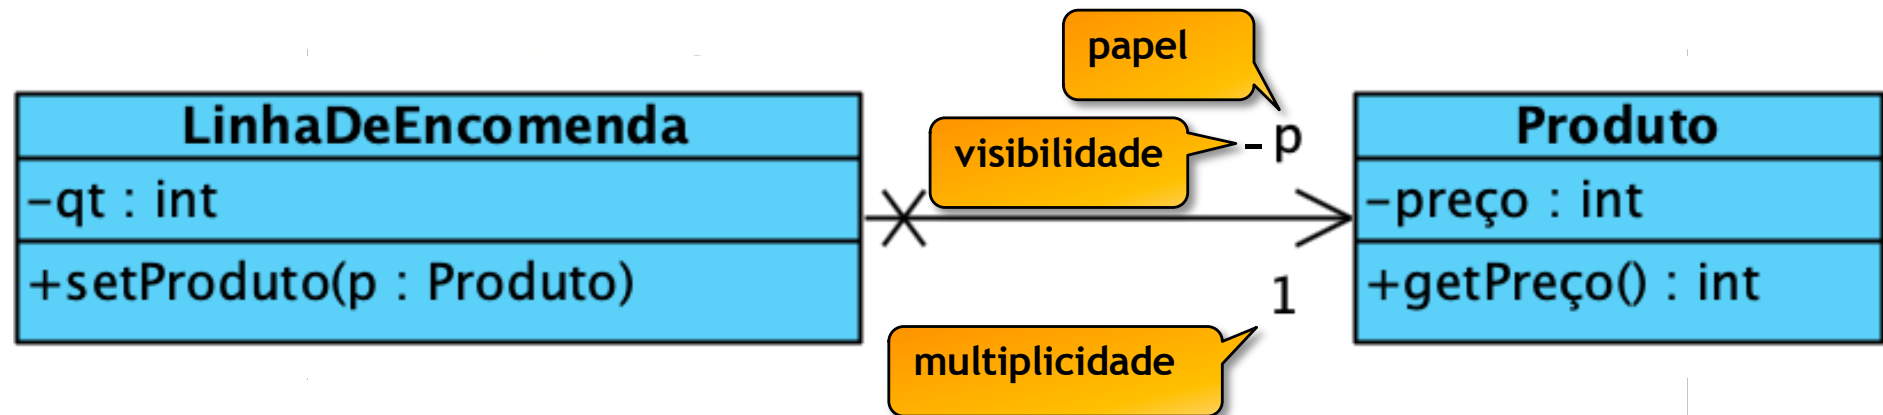 papel
LinhaDeEncomenda
-qt : int
+setProduto(p : Produto)
visibilidade
-p
1
multiplicidade
Produto
-preço : int
+getPreço() : int